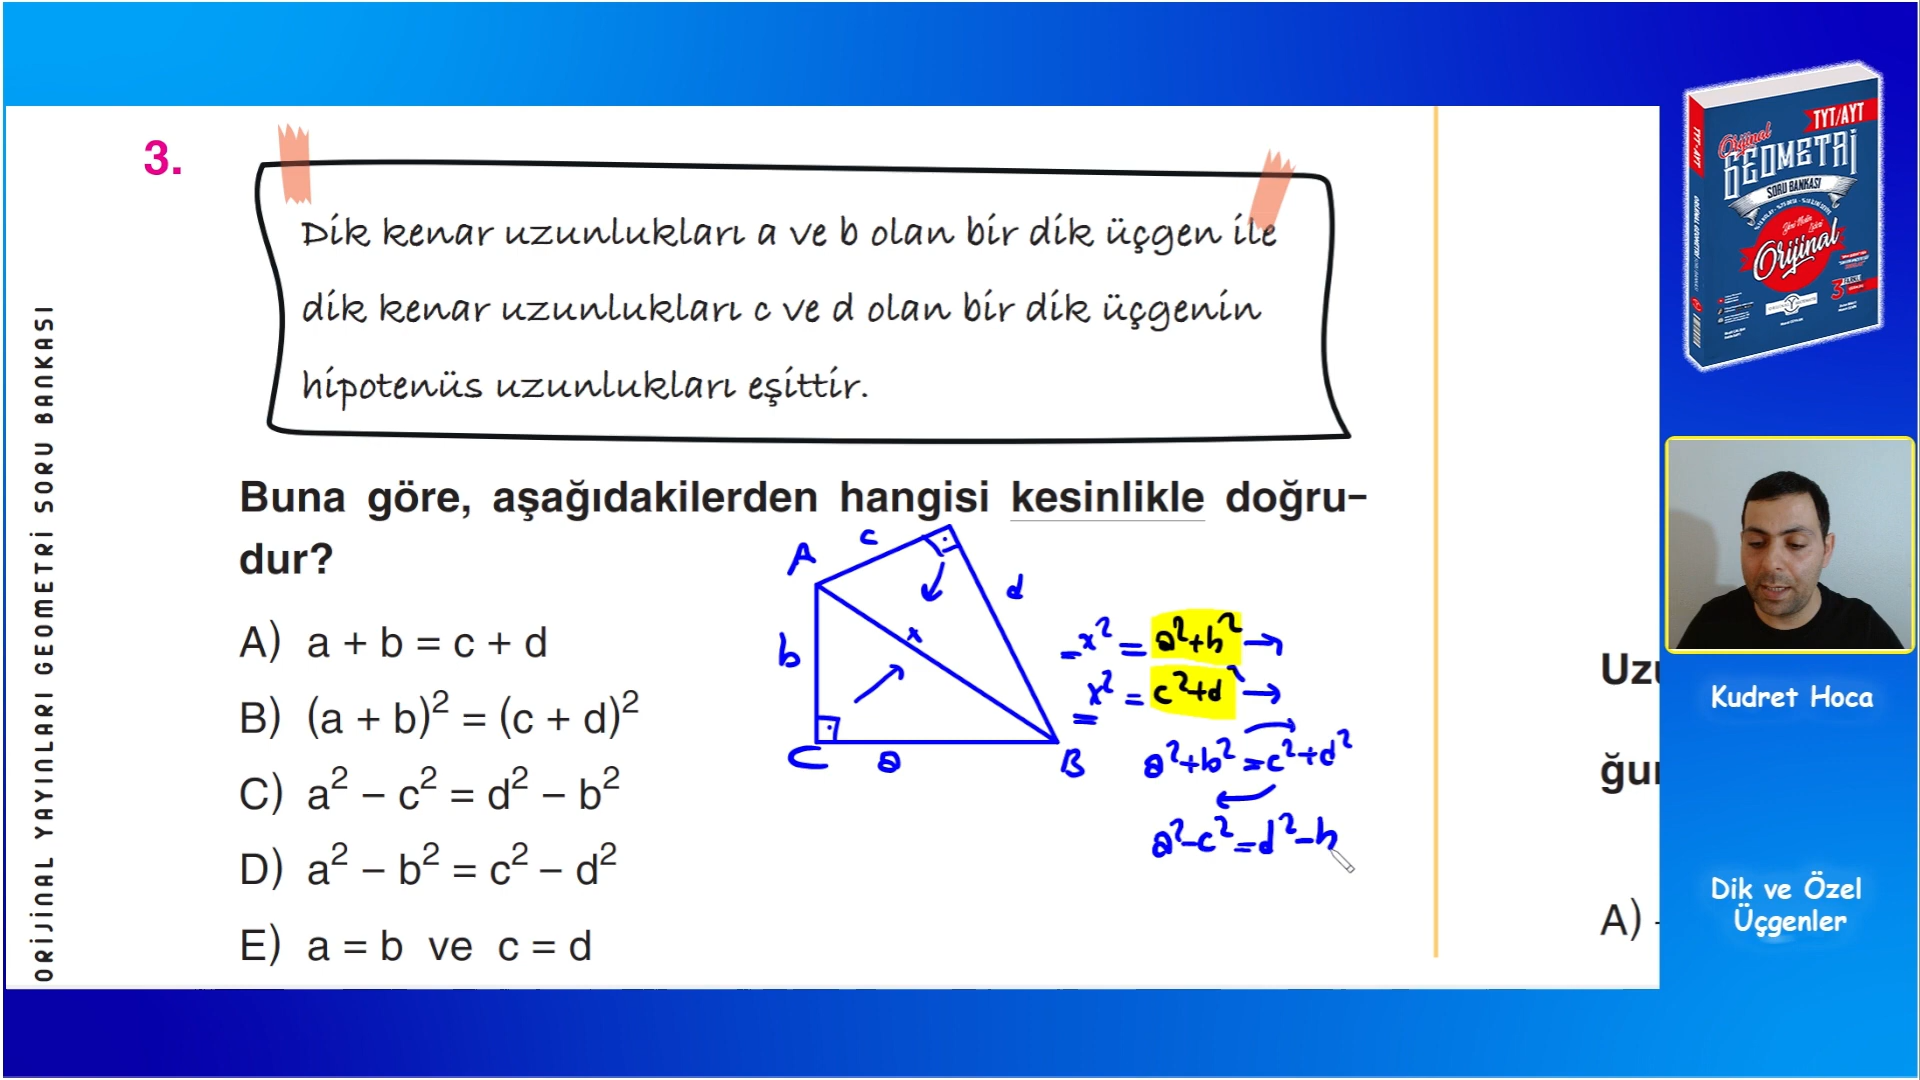 3.
Dik kenar uzunlukları a ve b olan bir dik üçgen ile
dik kenar uzunlukları c ve d olan bir dik üçgenin
hipotenüs uzunlukları eşittir.
Buna göre, aşağıdakilerden hangisi kesinlikle doğru-
dur?
A) a + b = c + d
B) (a + b)² = (c + d)²
C) a² – c² = d² – b²
D) a² – b² = c² – d²
E) a = b ve c = d
A
c
d
b
x
C
a
B
x² = a²+b²
x² = c²+d
a²+b² = c²+d²
a²-c² = d²-b
ORİJİNAL YAYINLARI GEOMETRİ SORU BANKASI
Uzu
ğu
A)
TYT/AYT
Orijinal
GEOMETRİ
SORU BANKASI
Orijinal
Kudret Hoca
Dik ve Özel
Üçgenler